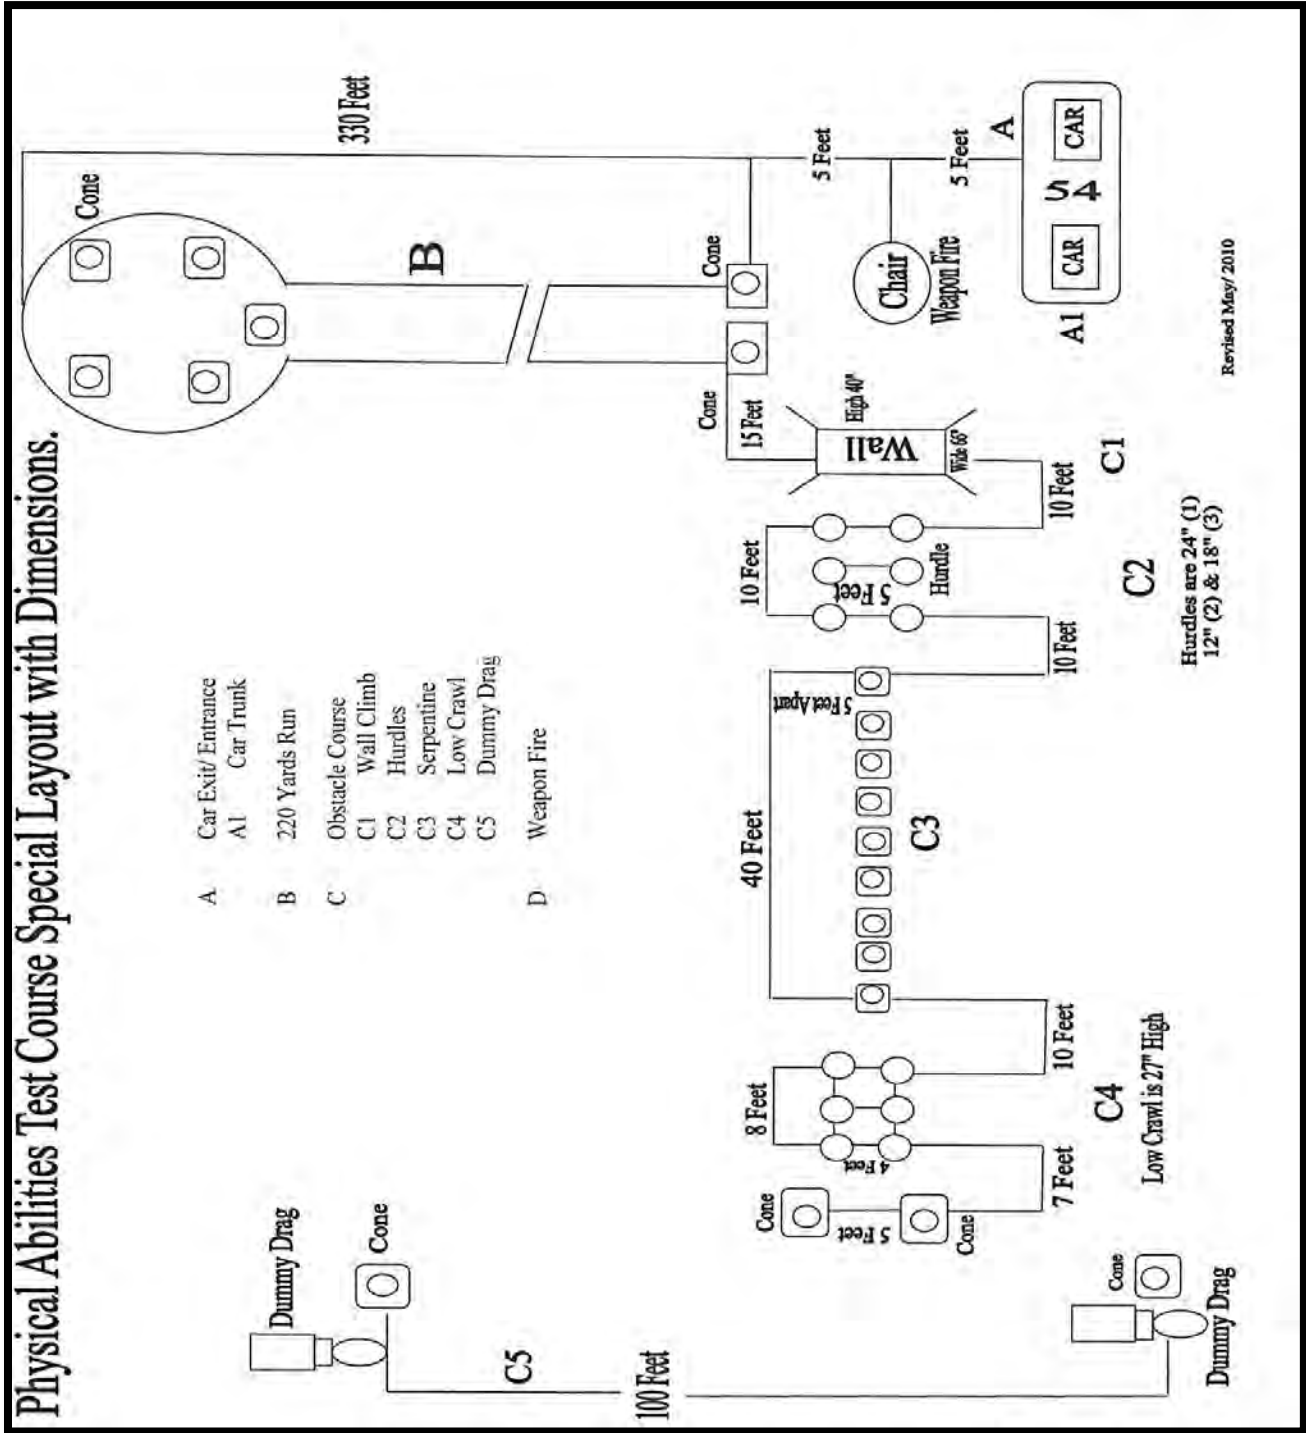 Physical Abilities Test Course Special Layout with Dimensions.
A Car Exit/ Entrance
A1 Car Trunk
B 220 Yards Run
C Obstacle Course
C1 Wall Climb
C2 Hurdles
C3 Serpentine
C4 Low Crawl
C5 Dummy Drag
D Weapon Fire
Dummy Drag
Cone
C5
100 Feet
Cone
Dummy Drag
Cone
5 Feet
Cone
7 Feet
8 Feet
4 Feet
C4
Low Crawl is 27" High
10 Feet
40 Feet
5 Feet Apart
C3
10 Feet
10 Feet
5 Feet
Hurdle
C2
Hurdles are 24" (1)
12" (2) & 18" (3)
10 Feet
C1
Wall
High 40"
Wide 66"
15 Feet
Cone
Cone
B
Cone
330 Feet
5 Feet
Chair
Weapon Fire
5 Feet
A
A1
CAR
54
CAR
Revised May/ 2010